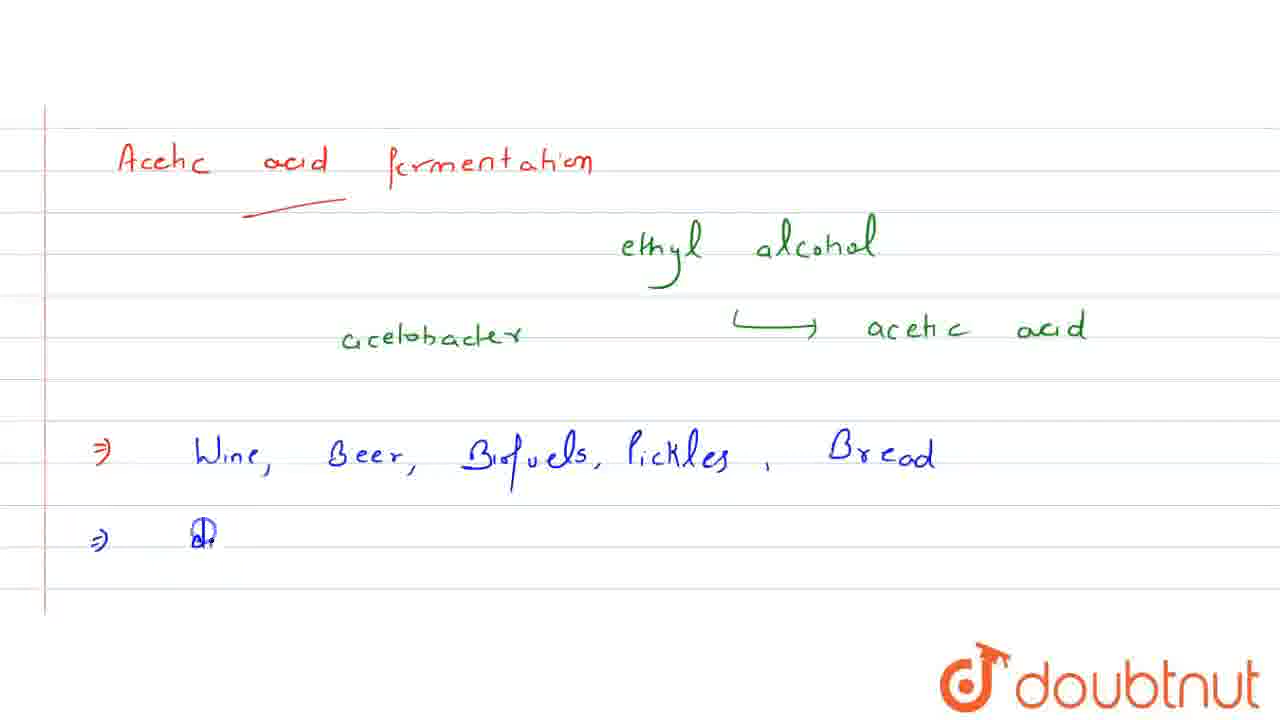 Acetic acid fermentation
ethyl alcohol
acetobacter → acetic acid
⇒ Wine, Beer, Biofuels, Pickles, Bread
⇒ d
doubtnut